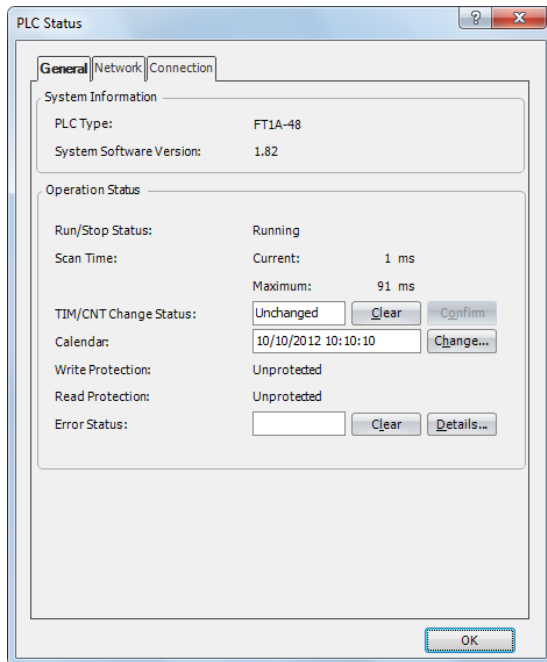 PLC Status
?
X
General Network Connection
System Information
PLC Type: FT1A-48
System Software Version: 1.82
Operation Status
Run/Stop Status: Running
Scan Time: Current: 1 ms
Maximum: 91 ms
TIM/CNT Change Status: Unchanged Clear Confirm
Calendar: 10/10/2012 10:10:10 Change...
Write Protection: Unprotected
Read Protection: Unprotected
Error Status: Clear Details...
OK